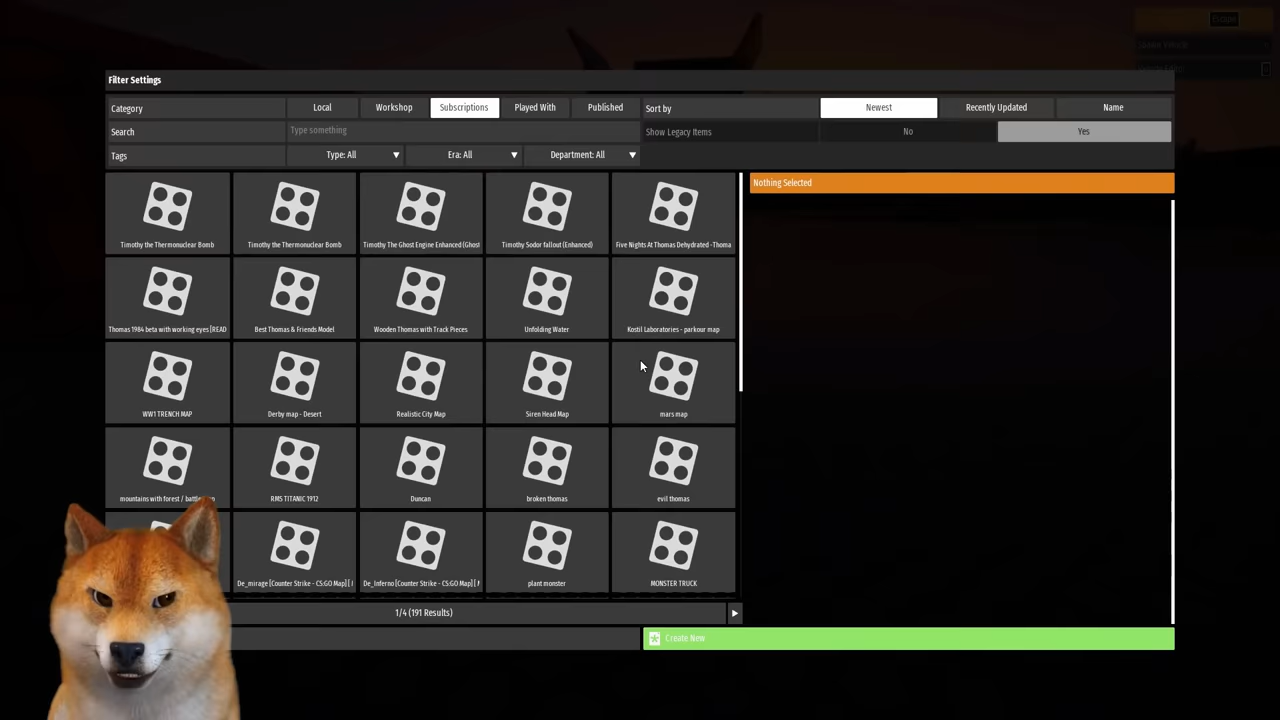 Escape
Filter Settings
Category
Local
Workshop
Subscriptions
Played With
Published
Sort by
Newest
Recently Updated
Name
Search
Type something
Show Legacy Items
No
Yes
Tags
Type: All
Era: All
Department: All
Nothing Selected
Timothy the Thermonuclear Bomb
Timothy the Thermonuclear Bomb
Timothy The Ghost Engine Enhanced (Ghost
Timothy Sodor fallout (Enhanced)
Five Nights At Thomas Dehydrated -Thoma
Thomas 1984 beta with working eyes [READ
Best Thomas & Friends Model
Wooden Thomas with Track Pieces
Unfolding Water
Kostil Laboratories - parkour map
WW1 TRENCH MAP
Derby map - Desert
Realistic City Map
Siren Head Map
mars map
mountains with forest /
RMS TITANIC 1912
Duncan
broken thomas
evil thomas
De_mirage [Counter Strike - CS:GO Map] [
De_Inferno [Counter Strike - CS:GO Map] [
plant monster
MONSTER TRUCK
1/4 (191 Results)
Create New